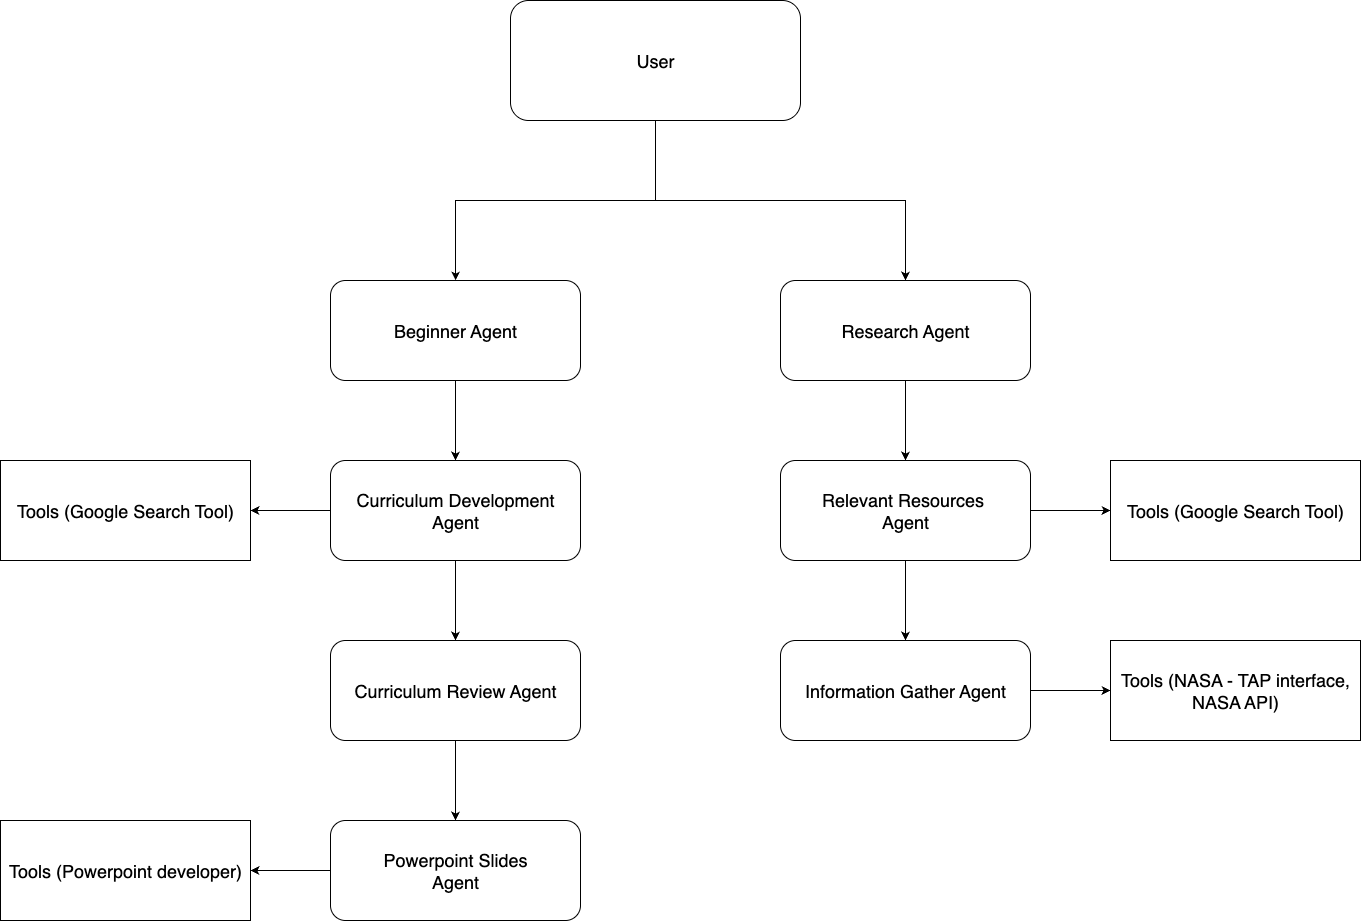 User
Beginner Agent
Research Agent
Tools (Google Search Tool)
Curriculum Development
Agent
Relevant Resources
Agent
Tools (Google Search Tool)
Curriculum Review Agent
Information Gather Agent
Tools (NASA - TAP interface,
NASA API)
Tools (Powerpoint developer)
Powerpoint Slides
Agent